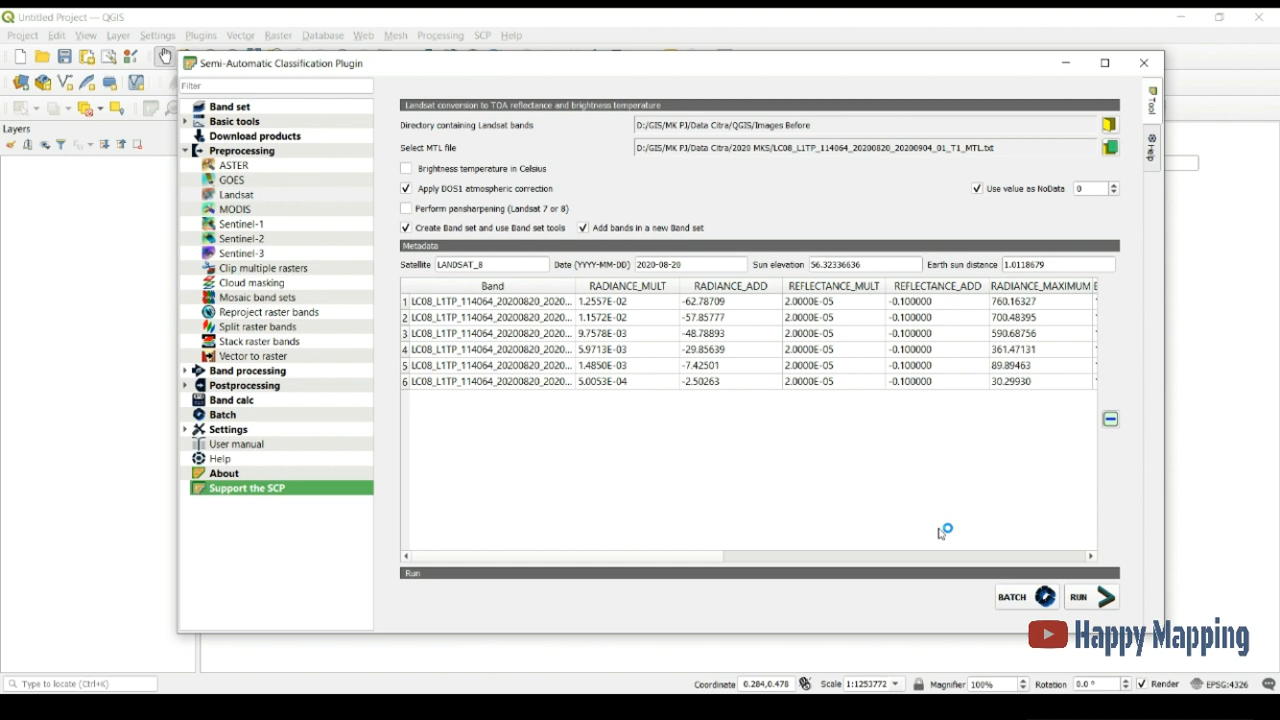 Untitled Project — QGIS
Project Edit View Layer Settings Plugins Vector Raster Database Web Mesh Processing SCP Help
Semi-Automatic Classification Plugin
Filter
Layers
Band set
Basic tools
Download products
Preprocessing
ASTER
GOES
Landsat
MODIS
Sentinel-1
Sentinel-2
Sentinel-3
Clip multiple rasters
Cloud masking
Mosaic band sets
Reproject raster bands
Split raster bands
Stack raster bands
Vector to raster
Band processing
Postprocessing
Band calc
Batch
Settings
User manual
Help
About
Support the SCP
Landsat conversion to TOA reflectance and brightness temperature
Directory containing Landsat bands D:/GIS/MK PJ/Data Citra/QGIS/Images Before
Select MTL file D:/GIS/MK PJ/Data Citra/2020 MKS/LC08_L1TP_114064_20200820_20200904_01_T1_MTL.txt
Brightness temperature in Celsius
Apply DOS1 atmospheric correction Use value as NoData 0
Perform pansharpening (Landsat 7 or 8)
Create Band set and use Band set tools Add bands in a new Band set
Metadata
Satellite LANDSAT_8 Date (YYYY-MM-DD) 2020-08-20 Sun elevation 56.32336636 Earth sun distance 1.0118679
Band RADIANCE_MULT RADIANCE_ADD REFLECTANCE_MULT REFLECTANCE_ADD RADIANCE_MAXIMUM
1 LC08_L1TP_114064_20200820_2020... 1.2557E-02 -62.78709 2.0000E-05 -0.100000 760.16327
2 LC08_L1TP_114064_20200820_2020... 1.1572E-02 -57.85777 2.0000E-05 -0.100000 700.48395
3 LC08_L1TP_114064_20200820_2020... 9.7578E-03 -48.78893 2.0000E-05 -0.100000 590.68756
4 LC08_L1TP_114064_20200820_2020... 5.9713E-03 -29.85639 2.0000E-05 -0.100000 361.47131
5 LC08_L1TP_114064_20200820_2020... 1.4850E-03 -7.42501 2.0000E-05 -0.100000 89.89463
6 LC08_L1TP_114064_20200820_2020... 5.0053E-04 -2.50263 2.0000E-05 -0.100000 30.29930
Run
BATCH RUN
Tool
Help
Happy Mapping
Type to locate (Ctrl+K) Coordinate 0.284,0.478 Scale 1:1253772 Magnifier 100% Rotation 0.0 ° Render EPSG:4326